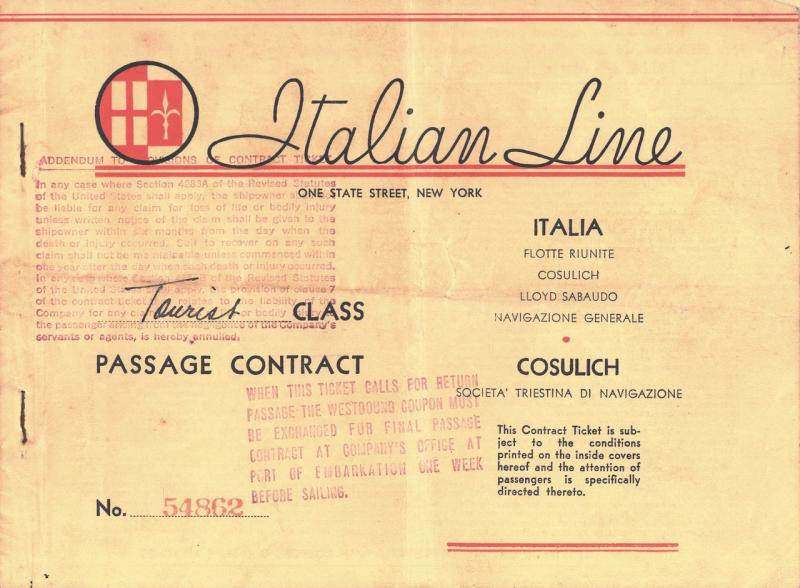 Italian Line
ONE STATE STREET, NEW YORK
ADDENDUM TO PROVISIONS OF CONTRACT TICKET
In any case where Section 4283A of the Revised Statutes
of the United States shall apply, the shipowner shall not
be liable for any claim for loss of life or bodily injury
unless written notice of the claim shall be given to the
shipowner within six months from the day when the
death or injury occurred. Suit to recover on any such
claim shall not be maintainable unless commenced within
one year after the day when such death or injury occurred.
In any case where Section of the Revised Statutes
of the United apply, the provision of clause 7
of the contract ticket relates to the liability of the
Company for any or bodily
the passenger arising from the negligence of the Company's
servants or agents, is hereby annulled.
Tourist CLASS
PASSAGE CONTRACT
WHEN THIS TICKET CALLS FOR RETURN
PASSAGE THE WESTBOUND COUPON MUST
BE EXCHANGED FOR FINAL PASSAGE
CONTRACT AT COMPANY'S OFFICE AT
PORT OF EMBARKATION ONE WEEK
BEFORE SAILING.
No. 54862
ITALIA
FLOTTE RIUNITE
COSULICH
LLOYD SABAUDO
NAVIGAZIONE GENERALE
COSULICH
SOCIETA' TRIESTINA DI NAVIGAZIONE
This Contract Ticket is sub-
ject to the conditions
printed on the inside covers
hereof and the attention of
passengers is specifically
directed thereto.